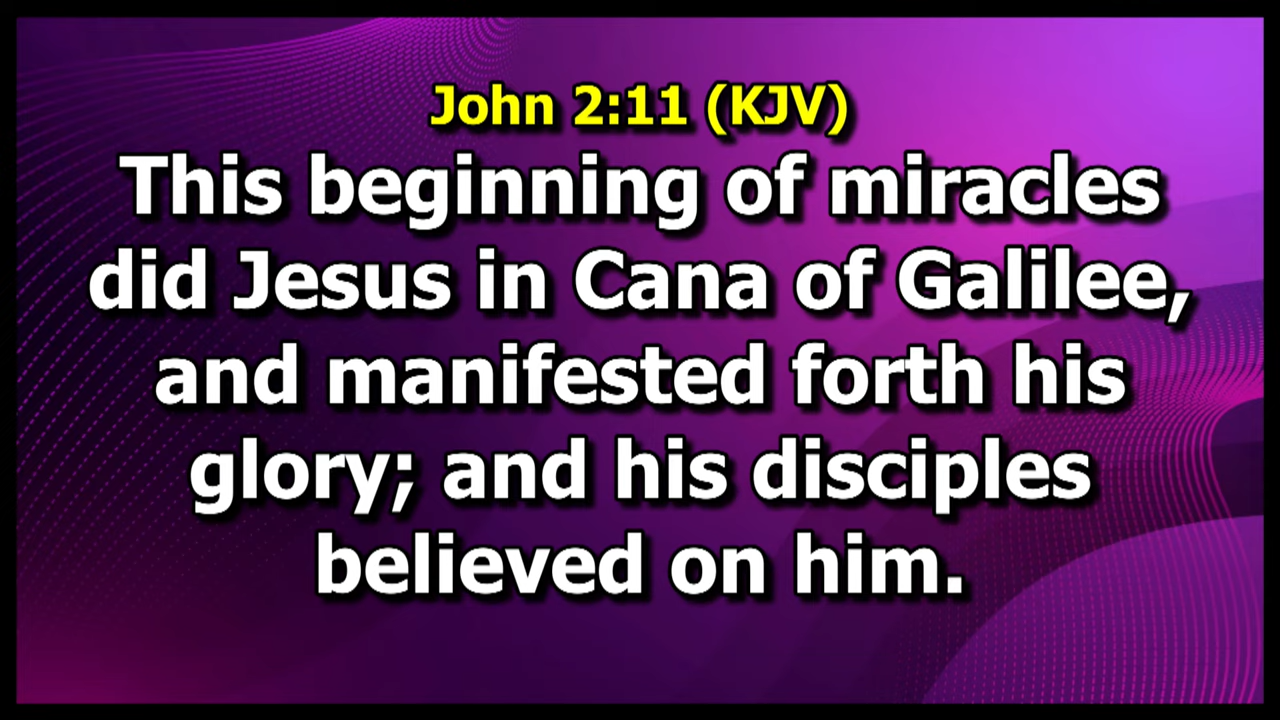 John 2:11 (KJV)
This beginning of miracles
did Jesus in Cana of Galilee,
and manifested forth his
glory; and his disciples
believed on him.